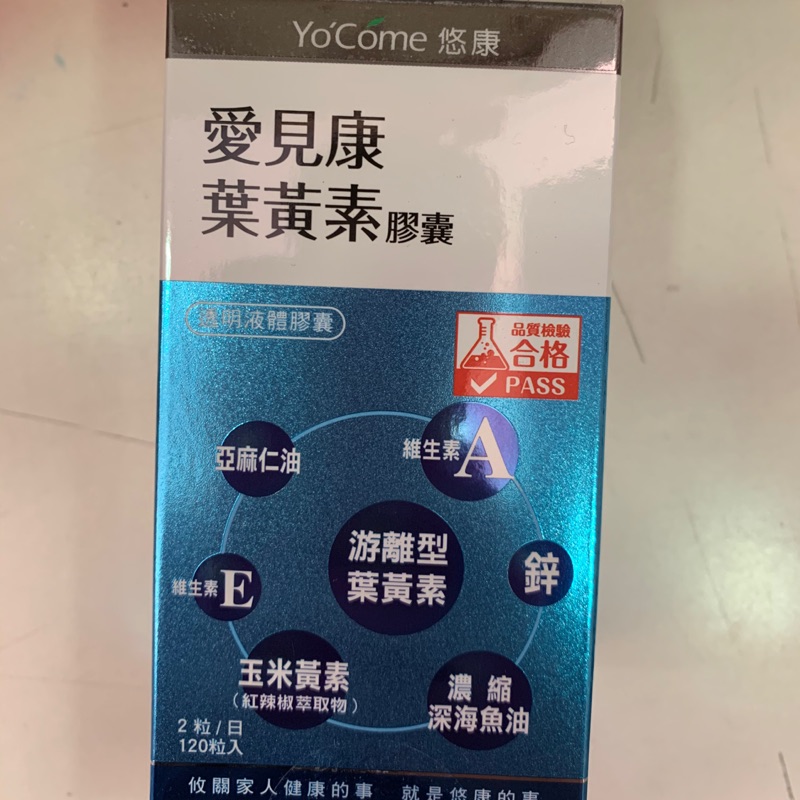 Yo'Come 悠康
愛見康
葉黃素膠囊
透明液體膠囊
品質檢驗
合格
PASS
亞麻仁油
維生素A
游離型
葉黃素
鋅
維生素E
玉米黃素
(紅辣椒萃取物)
濃縮
深海魚油
2粒/日
120粒入
攸關家人健康的事 就是悠康的事